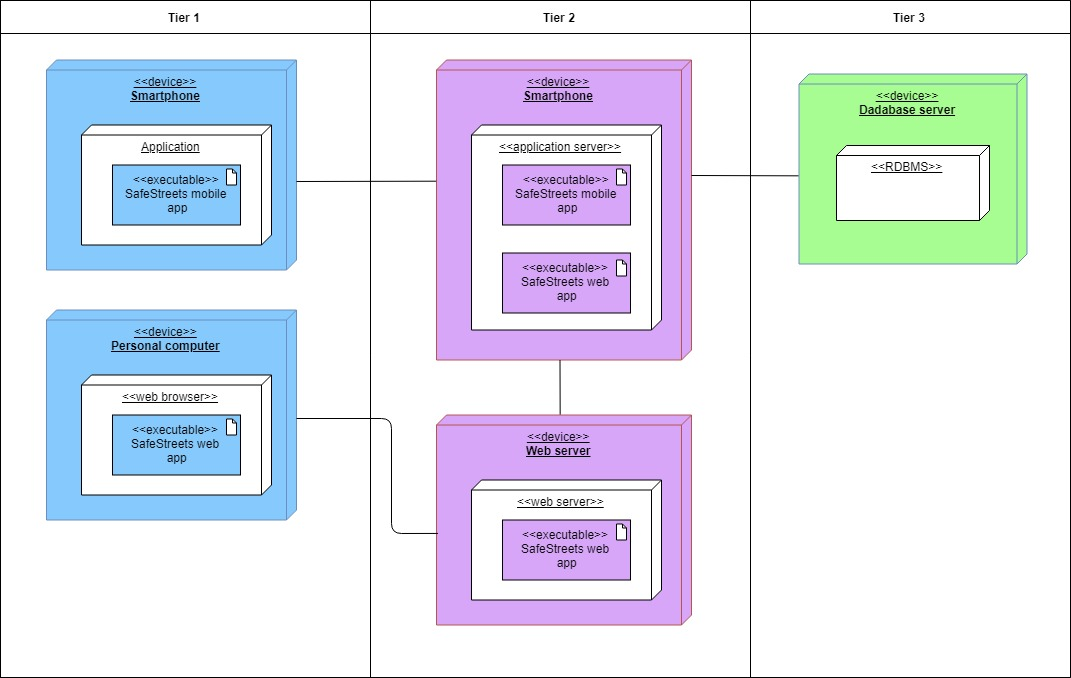 Tier 1
Tier 2
Tier 3
<<device>>
Smartphone
Application
<<executable>>
SafeStreets mobile
app
<<device>>
Personal computer
<<web browser>>
<<executable>>
SafeStreets web
app
<<device>>
Smartphone
<<application server>>
<<executable>>
SafeStreets mobile
app
<<executable>>
SafeStreets web
app
<<device>>
Web server
<<web server>>
<<executable>>
SafeStreets web
app
<<device>>
Dadabase server
<<RDBMS>>